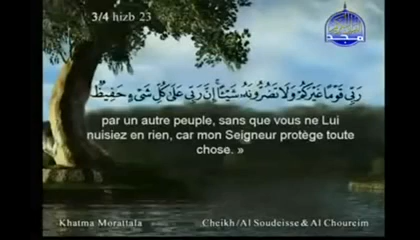 3/4 hizb 23
رَبِّى قَوْمًا غَيْرَكُمْ وَلَا تَضُرُّونَهُۥ شَيْـًٔا ۚ إِنَّ رَبِّى عَلَىٰ كُلِّ شَىْءٍ حَفِيظٌ
par un autre peuple, sans que vous ne Lui
nuisiez en rien, car mon Seigneur protège toute
chose. »
Khatma Morattala
Cheikh/Al Soudeisse & Al Choureim